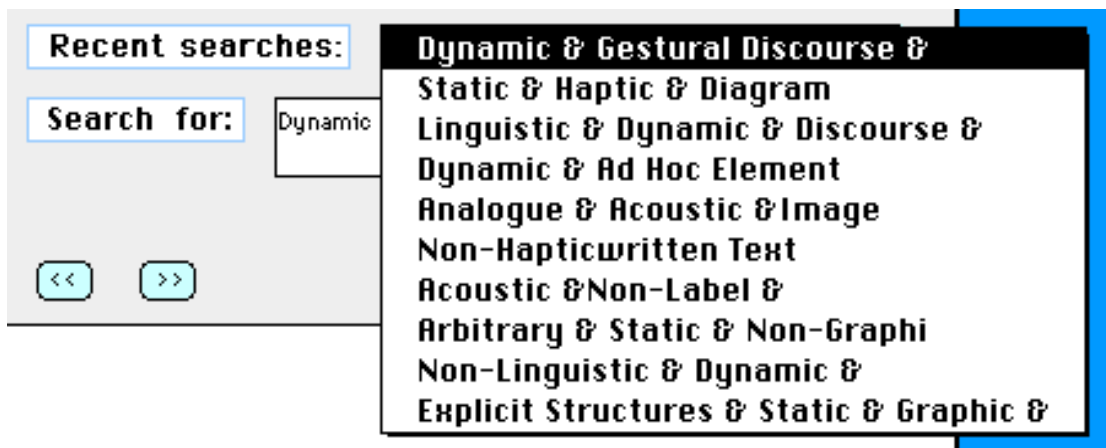 Recent searches:
Dynamic & Gestural Discourse &
Static & Haptic & Diagram
Search for:
Dynamic
Linguistic & Dynamic & Discourse &
Dynamic & Ad Hoc Element
Analogue & Acoustic &Image
Non-Hapticwritten Text
<<
>>
Acoustic &Non-Label &
Arbitrary & Static & Non-Graphi
Non-Linguistic & Dynamic &
Explicit Structures & Static & Graphic &